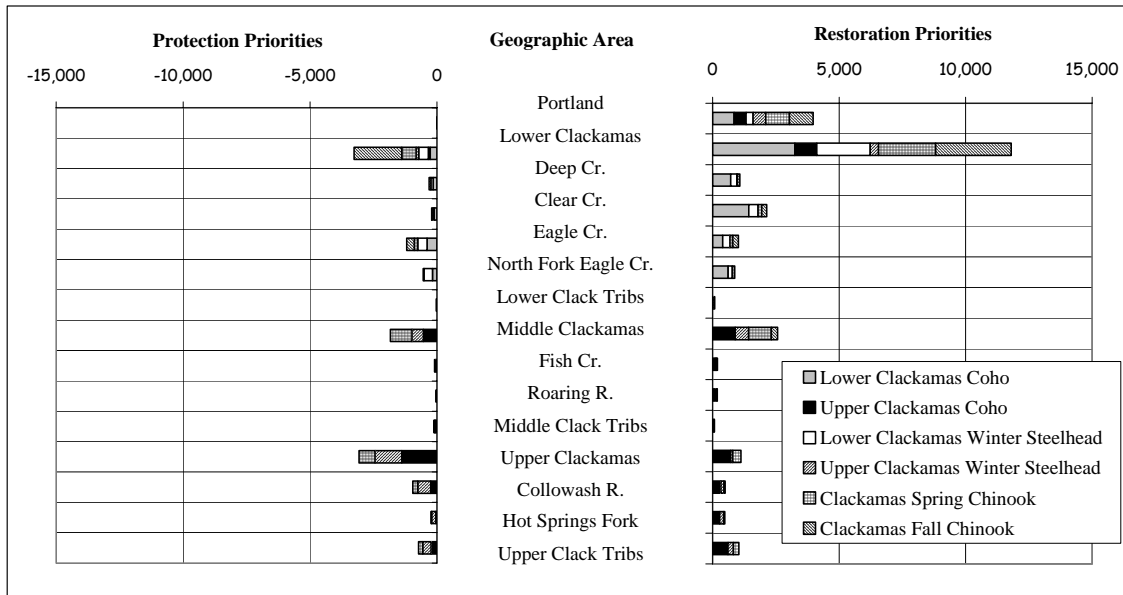 Protection Priorities
Geographic Area
Restoration Priorities
-15,000 -10,000 -5,000 0
0 5,000 10,000 15,000
Portland
Lower Clackamas
Deep Cr.
Clear Cr.
Eagle Cr.
North Fork Eagle Cr.
Lower Clack Tribs
Middle Clackamas
Fish Cr.
Roaring R.
Middle Clack Tribs
Upper Clackamas
Collowash R.
Hot Springs Fork
Upper Clack Tribs
Lower Clackamas Coho
Upper Clackamas Coho
Lower Clackamas Winter Steelhead
Upper Clackamas Winter Steelhead
Clackamas Spring Chinook
Clackamas Fall Chinook